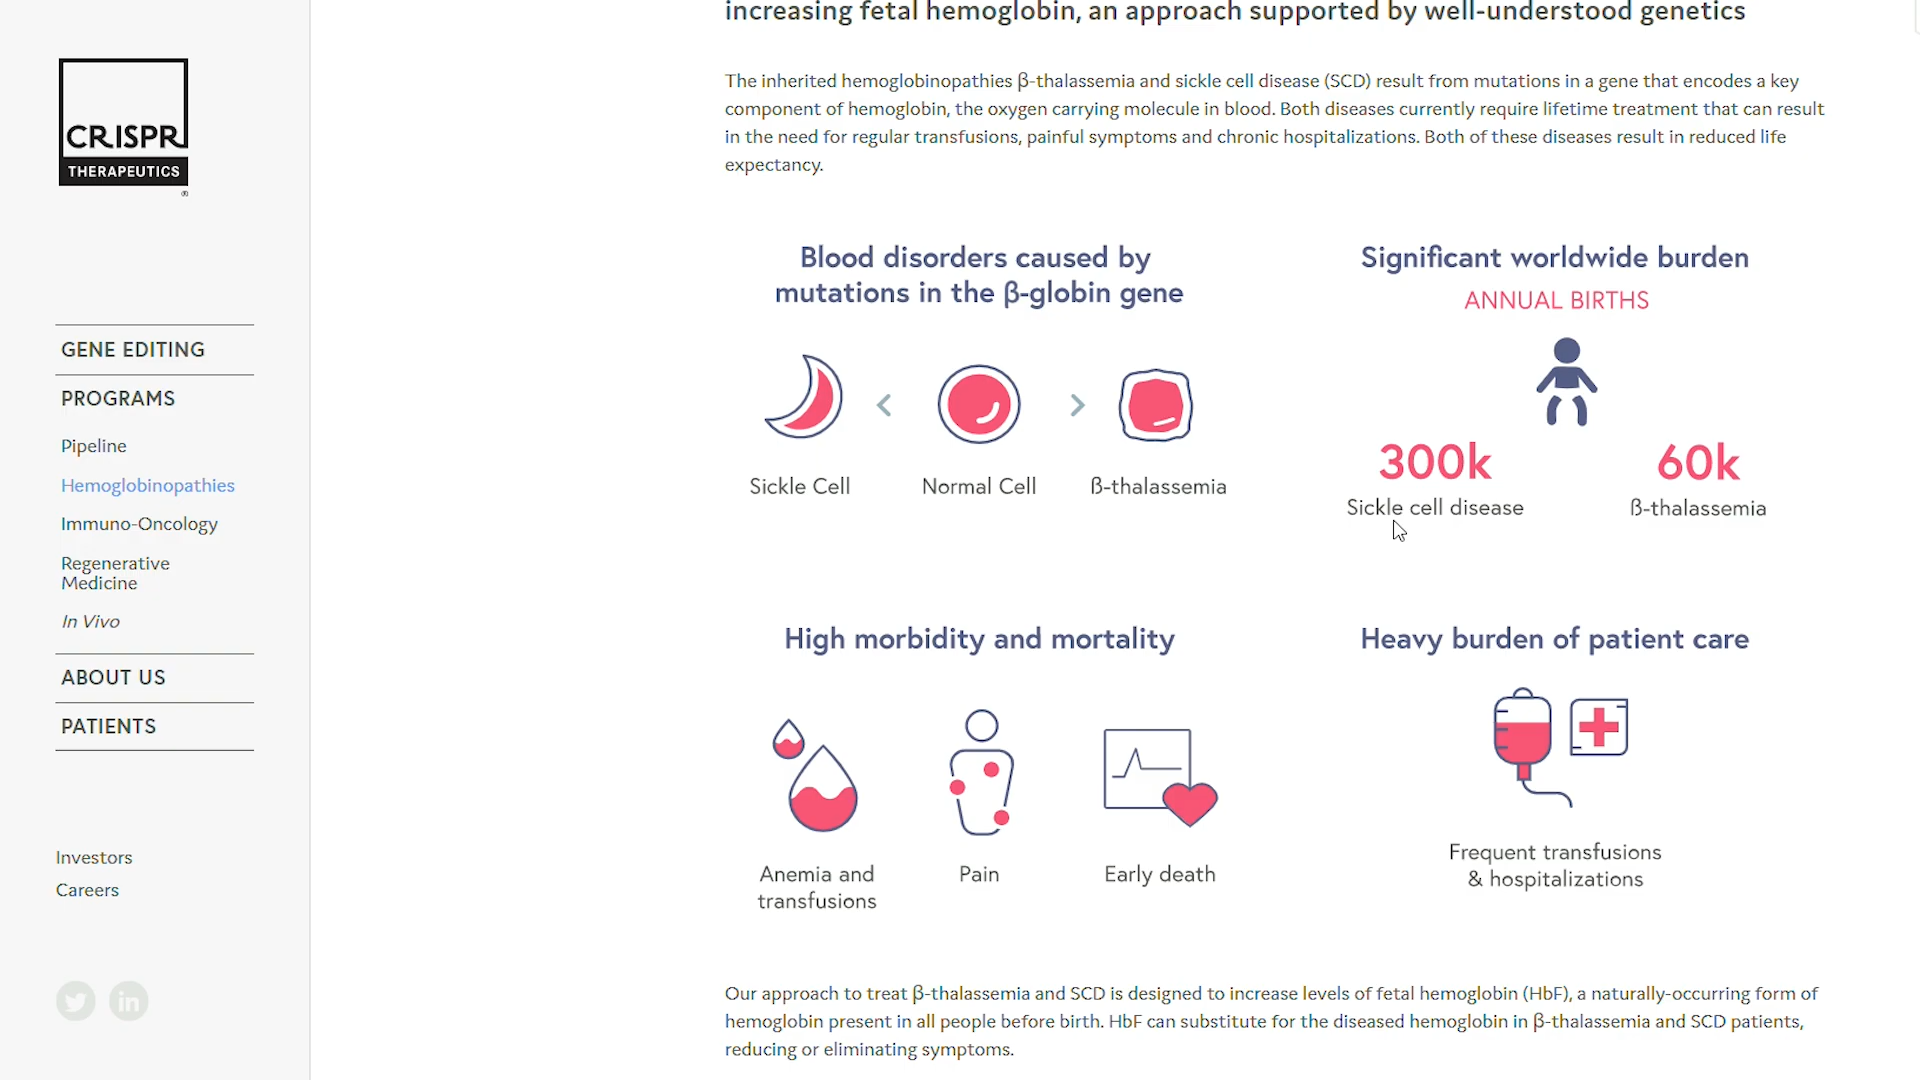 CRISPR
THERAPEUTICS
®
GENE EDITING
PROGRAMS
Pipeline
Hemoglobinopathies
Immuno-Oncology
Regenerative
Medicine
In Vivo
ABOUT US
PATIENTS
Investors
Careers
in
increasing fetal hemoglobin, an approach supported by well-understood genetics
The inherited hemoglobinopathies β-thalassemia and sickle cell disease (SCD) result from mutations in a gene that encodes a key
component of hemoglobin, the oxygen carrying molecule in blood. Both diseases currently require lifetime treatment that can result
in the need for regular transfusions, painful symptoms and chronic hospitalizations. Both of these diseases result in reduced life
expectancy.
Blood disorders caused by
mutations in the β-globin gene
Sickle Cell
Normal Cell
β-thalassemia
Significant worldwide burden
ANNUAL BIRTHS
300k
60k
Sickle cell disease
β-thalassemia
High morbidity and mortality
Anemia and
transfusions
Pain
Early death
Heavy burden of patient care
Frequent transfusions
& hospitalizations
Our approach to treat β-thalassemia and SCD is designed to increase levels of fetal hemoglobin (HbF), a naturally-occurring form of
hemoglobin present in all people before birth. HbF can substitute for the diseased hemoglobin in β-thalassemia and SCD patients,
reducing or eliminating symptoms.